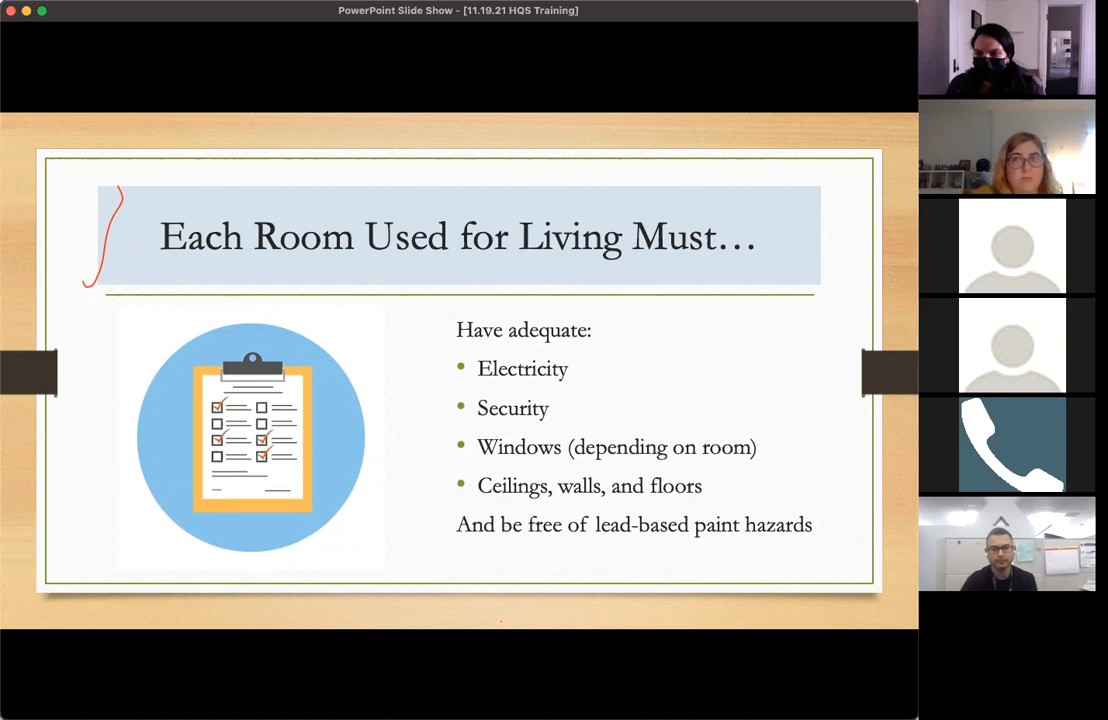 PowerPoint Slide Show - [11.19.21 HQS Training]
Each Room Used for Living Must…
Have adequate:
• Electricity
• Security
• Windows (depending on room)
• Ceilings, walls, and floors
And be free of lead-based paint hazards